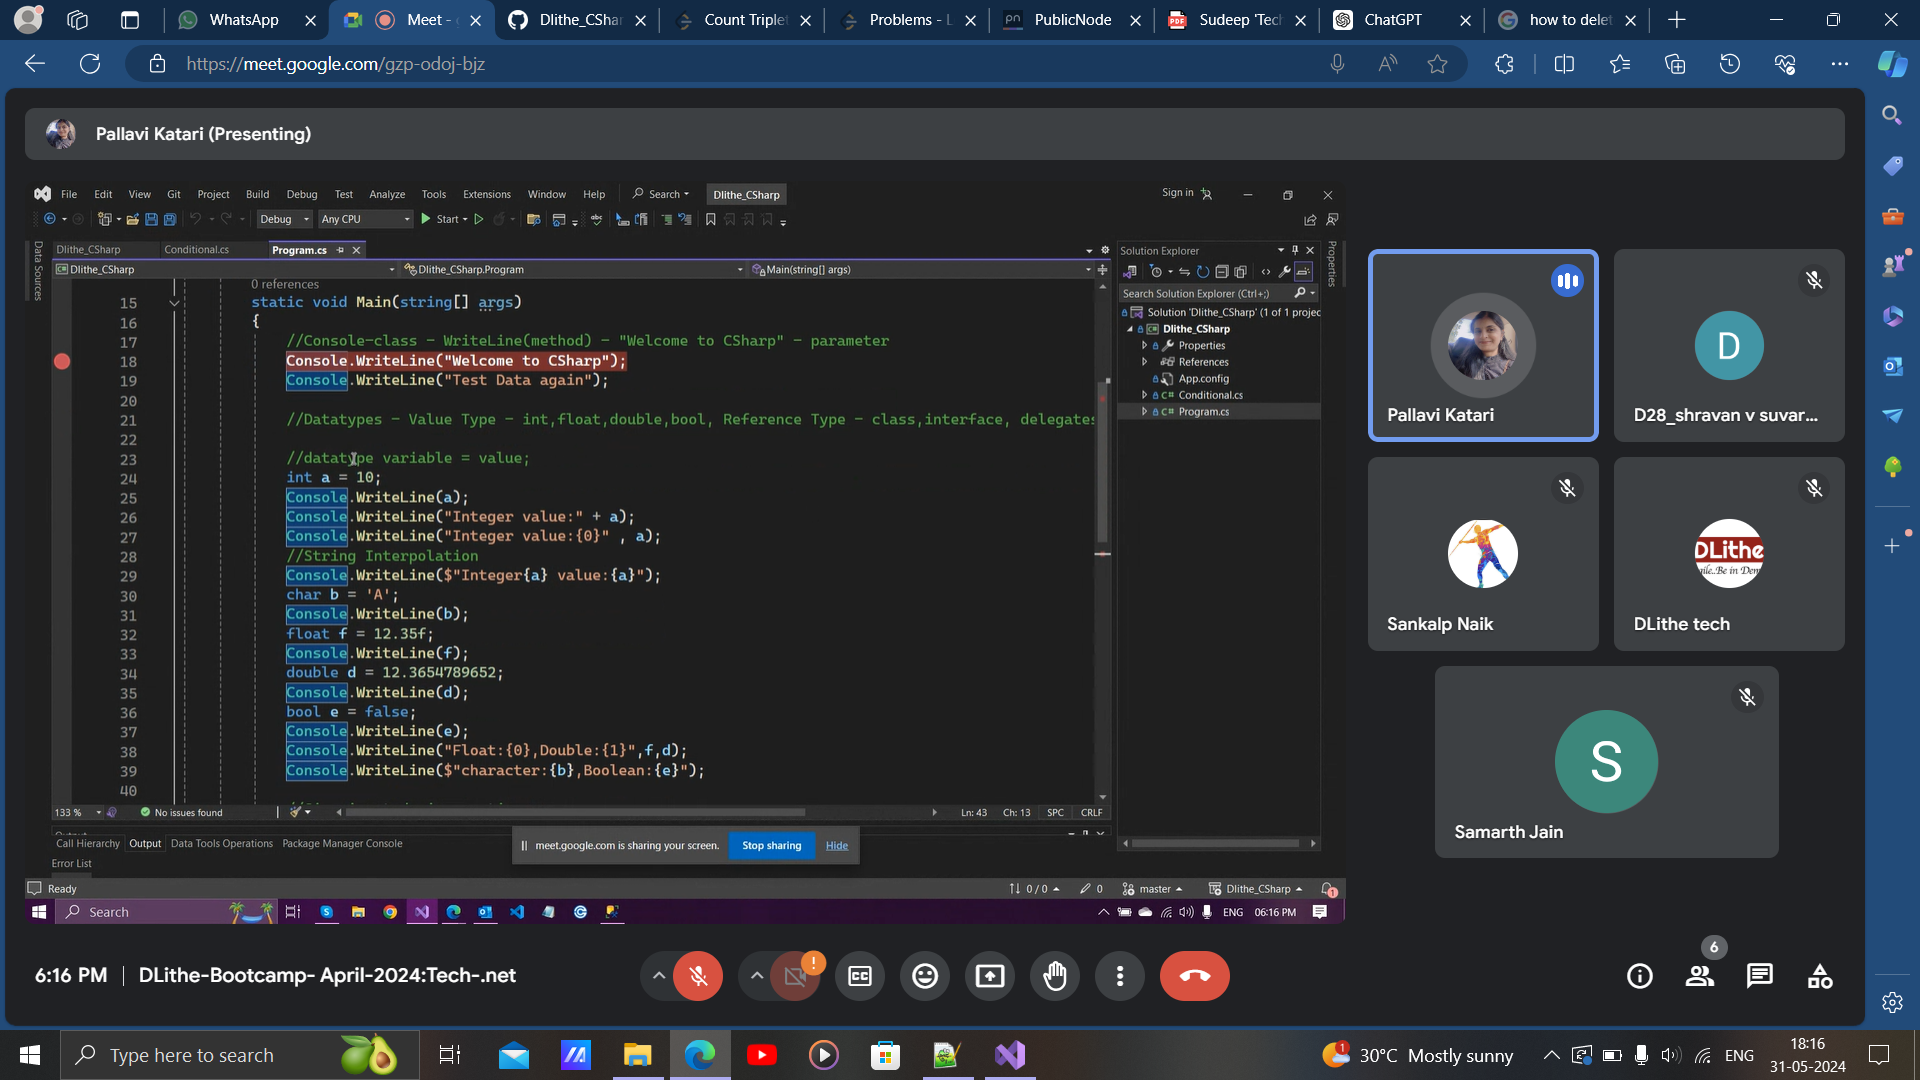 WhatsApp
Meet -
Dlithe_CShar
Count Triplet
Problems - L
PublicNode
Sudeep 'Tech
ChatGPT
how to delet
https://meet.google.com/gzp-odoj-bjz
Pallavi Katari (Presenting)
File Edit View Git Project Build Debug Test Analyze Tools Extensions Window Help Search Dlithe_CSharp Sign in
Debug Any CPU Start
Data Sources
Dlithe_CSharp Conditional.cs Program.cs
Dlithe_CSharp Dlithe_CSharp.Program Main(string[] args)
0 references
15 static void Main(string[] args)
16 {
17 //Console-class - WriteLine(method) - "Welcome to CSharp" - parameter
18 Console.WriteLine("Welcome to CSharp");
19 Console.WriteLine("Test Data again");
20
21 //Datatypes - Value Type - int,float,double,bool, Reference Type - class,interface, delegates
22
23 //datatype variable = value;
24 int a = 10;
25 Console.WriteLine(a);
26 Console.WriteLine("Integer value:" + a);
27 Console.WriteLine("Integer value:{0}" , a);
28 //String Interpolation
29 Console.WriteLine($"Integer{a} value:{a}");
30 char b = 'A';
31 Console.WriteLine(b);
32 float f = 12.35f;
33 Console.WriteLine(f);
34 double d = 12.3654789652;
35 Console.WriteLine(d);
36 bool e = false;
37 Console.WriteLine(e);
38 Console.WriteLine("Float:{0},Double:{1}",f,d);
39 Console.WriteLine($"character:{b},Boolean:{e}");
40
133 % No issues found Ln: 43 Ch: 13 SPC CRLF
Output
Call Hierarchy Output Data Tools Operations Package Manager Console
Error List
meet.google.com is sharing your screen. Stop sharing Hide
Solution Explorer
Search Solution Explorer (Ctrl+;)
Solution 'Dlithe_CSharp' (1 of 1 projec
Dlithe_CSharp
Properties
References
App.config
Conditional.cs
Program.cs
Properties
Ready 0 / 0 0 master Dlithe_CSharp 1
Search ENG 06:16 PM
Pallavi Katari
D
D28_shravan v suvar...
Sankalp Naik
DLithe
DLithe tech
S
Samarth Jain
6:16 PM DLithe-Bootcamp- April-2024:Tech-.net
!
CC
6
Type here to search
1
30°C Mostly sunny
ENG
18:16
31-05-2024